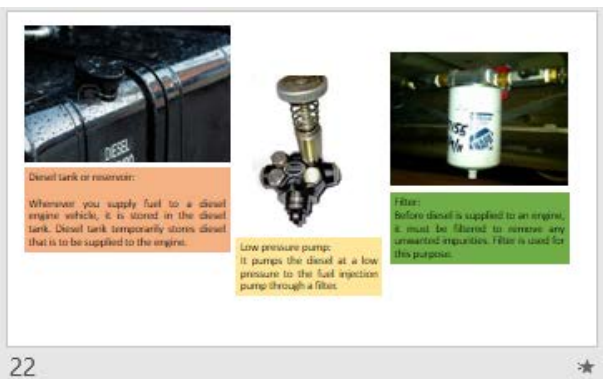 DIESEL
Diesel tank or reservoir:
Whenever you supply fuel to a diesel
engine vehicle, it is stored in the diesel
tank. Diesel tank temporarily stores diesel
that is to be supplied to the engine.
Low pressure pump:
It pumps the diesel at a low
pressure to the fuel injection
pump through a filter.
Filter:
Before diesel is supplied to an engine,
it must be filtered to remove any
unwanted impurities. Filter is used for
this purpose.
22